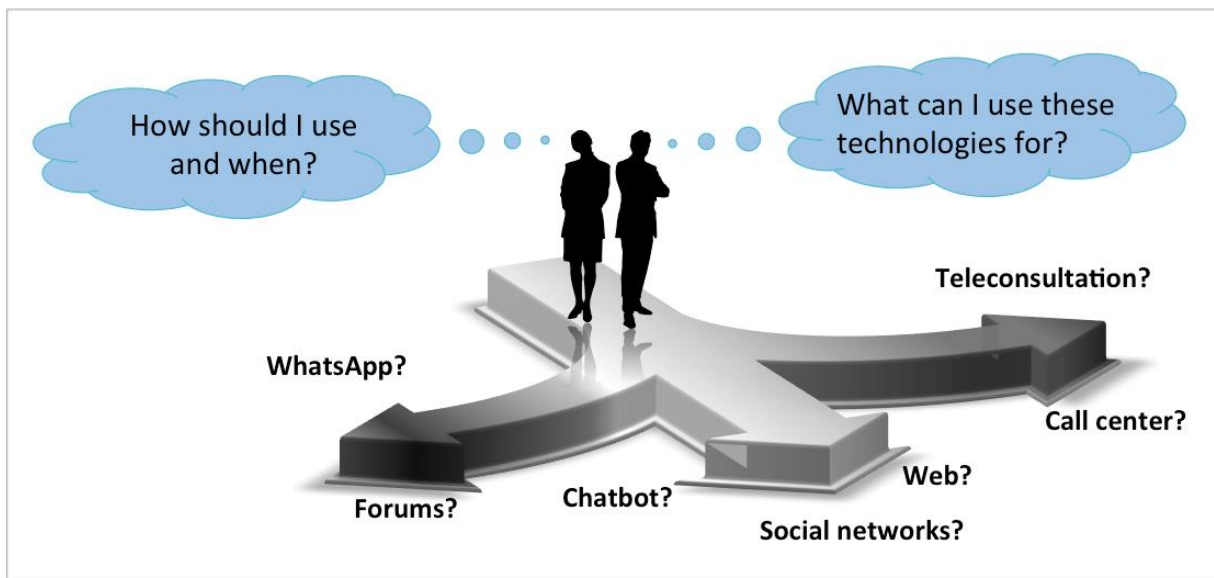 How should I use
and when?
What can I use these
technologies for?
Teleconsultation?
WhatsApp?
Call center?
Web?
Chatbot?
Forums?
Social networks?